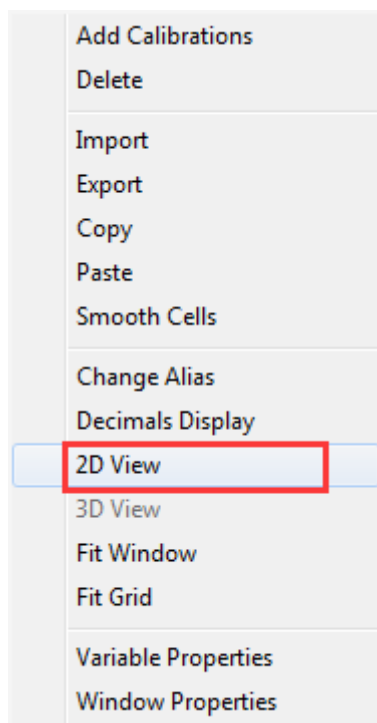 Add Calibrations
Delete
Import
Export
Copy
Paste
Smooth Cells
Change Alias
Decimals Display
2D View
3D View
Fit Window
Fit Grid
Variable Properties
Window Properties